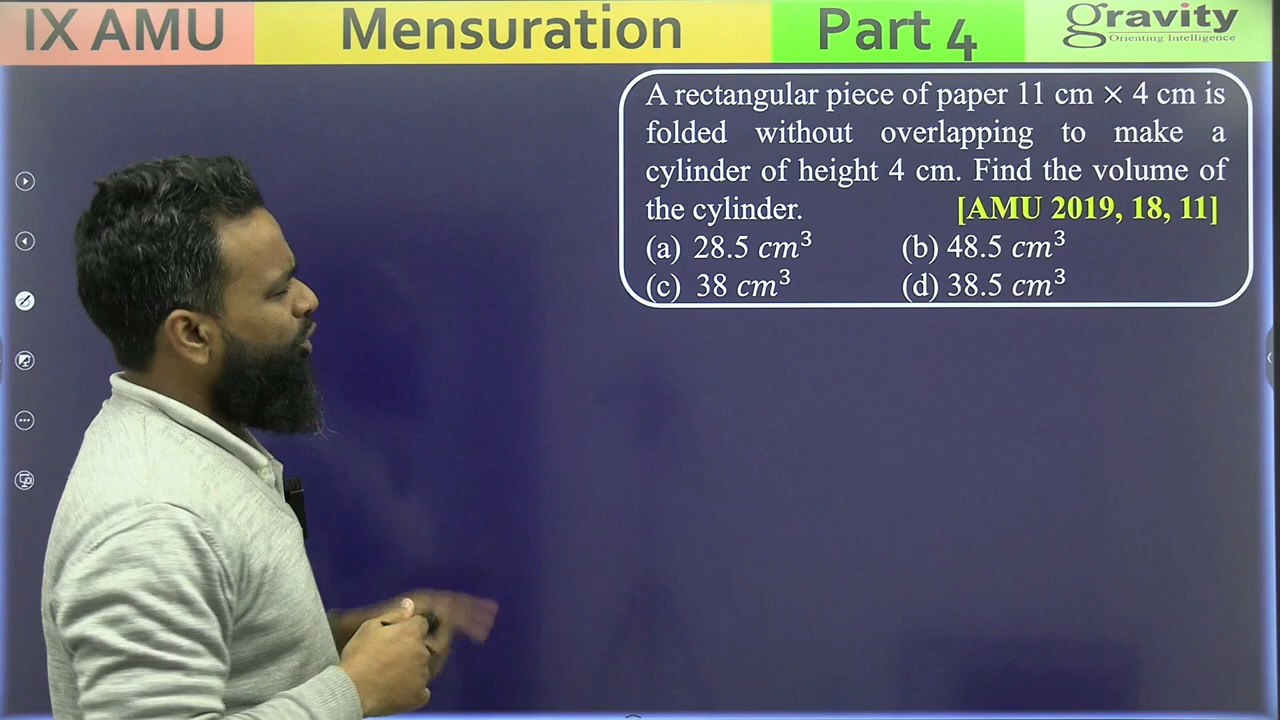 IX AMU
Mensuration
Part 4
gravity
Orienting Intelligence
A rectangular piece of paper 11 cm × 4 cm is
folded without overlapping to make a
cylinder of height 4 cm. Find the volume of
the cylinder. [AMU 2019, 18, 11]
(a) 28.5 cm³ (b) 48.5 cm³
(c) 38 cm³ (d) 38.5 cm³